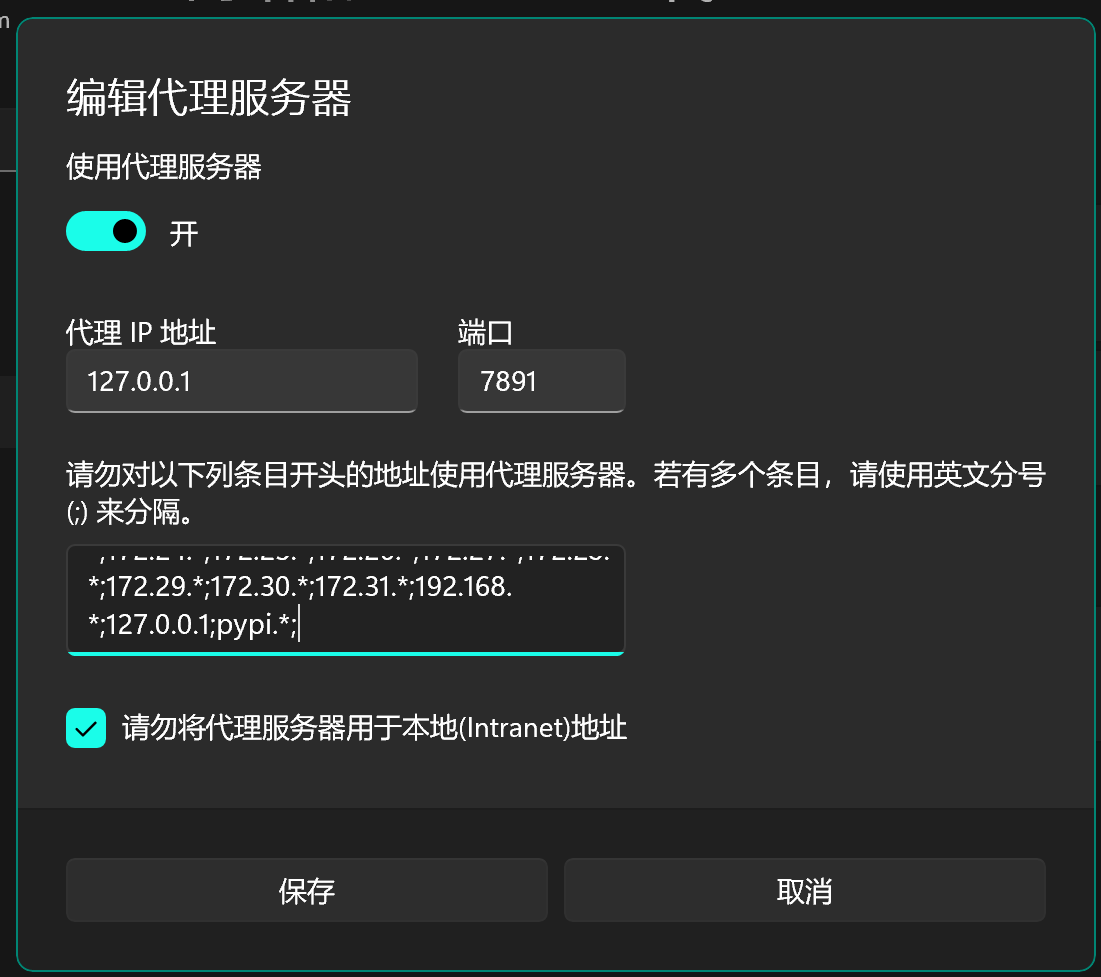 编辑代理服务器
使用代理服务器
开
代理 IP 地址
端口
127.0.0.1
7891
请勿对以下列条目开头的地址使用代理服务器。若有多个条目，请使用英文分号
(;) 来分隔。
*;172.29.*;172.30.*;172.31.*;192.168.
*;127.0.0.1;pypi.*;
请勿将代理服务器用于本地(Intranet)地址
保存
取消